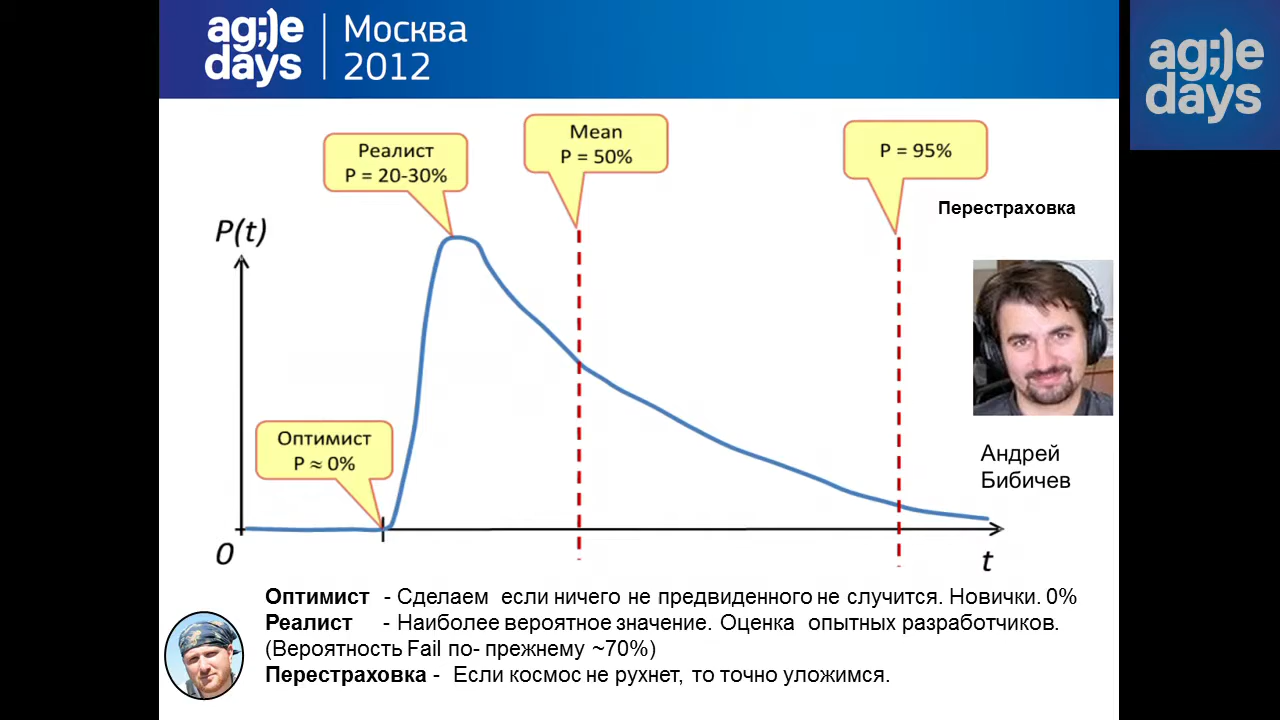 ag;)e
days
Москва
2012
ag;)e
days
Реалист
P = 20-30%
Mean
P = 50%
P = 95%
Перестраховка
P(t)
Оптимист
P ≈ 0%
Андрей
Бибичев
0
t
Оптимист - Сделаем если ничего не предвиденного не случится. Новички. 0%
Реалист - Наиболее вероятное значение. Оценка опытных разработчиков.
(Вероятность Fail по- прежнему ~70%)
Перестраховка - Если космос не рухнет, то точно уложимся.